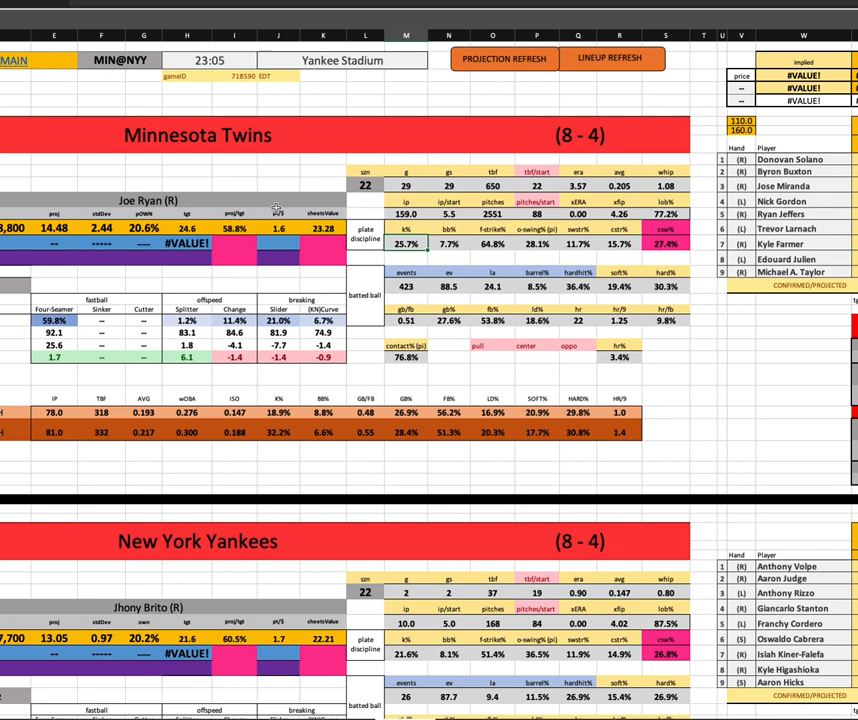 E F G H I J K L M N O P Q R S T U V W
MAIN MIN@NYY 23:05 Yankee Stadium PROJECTION REFRESH LINEUP REFRESH implied
gameID 718590 EDT price #VALUE!
-- #VALUE!
-- #VALUE!
110.0
160.0
Minnesota Twins (8 - 4)
Hand Player
1 (R) Donovan Solano
2 (R) Byron Buxton
3 (R) Jose Miranda
4 (L) Nick Gordon
5 (R) Ryan Jeffers
6 (L) Trevor Larnach
7 (R) Kyle Farmer
8 (L) Edouard Julien
9 (R) Michael A. Taylor
CONFIRMED/PROJECTED
szn g gs tbf tbf/start era avg whip
22 29 29 650 22 3.57 0.205 1.08
Joe Ryan (R) ip ip/start pitches pitches/start xERA xfip lob%
proj stdDev pOWN tgt proj/tgt pt/$ sheetsValue 159.0 5.5 2551 88 0.00 4.26 77.2%
3,800 14.48 2.44 20.6% 24.6 58.8% 1.6 23.28 plate discipline k% bb% f-strike% o-swing% (pi) swstr% cstr% csw%
-- ----- ---- #VALUE! 25.7% 7.7% 64.8% 28.1% 11.7% 15.7% 27.4%
batted ball events ev la barrel% hardhit% soft% hard%
423 88.5 24.1 8.5% 36.4% 19.4% 30.3%
fastball offspeed breaking
Four-Seamer Sinker Cutter Splitter Change Slider (KN)Curve gb/fb gb% fb% ld% hr hr/9 hr/fb
59.8% -- -- 1.2% 11.4% 21.0% 6.7% 0.51 27.6% 53.8% 18.6% 22 1.25 9.8%
92.1 -- -- 83.1 84.6 81.9 74.9
25.6 -- -- 1.8 -4.1 -7.7 -1.4 contact% (pi) pull center oppo hr%
1.7 -- -- 6.1 -1.4 -1.4 -0.9 76.8% 3.4%
IP TBF AVG wOBA ISO K% BB% GB/FB GB% FB% LD% SOFT% HARD% HR/9
H 78.0 318 0.193 0.276 0.147 18.9% 8.8% 0.48 26.9% 56.2% 16.9% 20.9% 29.8% 1.0
H 81.0 332 0.217 0.300 0.188 32.2% 6.6% 0.55 28.4% 51.3% 20.3% 17.7% 30.8% 1.4
New York Yankees (8 - 4)
Hand Player
1 (R) Anthony Volpe
2 (R) Aaron Judge
3 (L) Anthony Rizzo
4 (R) Giancarlo Stanton
5 (L) Franchy Cordero
6 (S) Oswaldo Cabrera
7 (R) Isiah Kiner-Falefa
8 (R) Kyle Higashioka
9 (S) Aaron Hicks
CONFIRMED/PROJECTED
szn g gs tbf tbf/start era avg whip
22 2 2 37 19 0.90 0.147 0.80
Jhony Brito (R) ip ip/start pitches pitches/start xERA xfip lob%
proj stdDev own tgt proj/tgt pt/$ sheetsValue 10.0 5.0 168 84 0.00 4.02 87.5%
7,700 13.05 0.97 20.2% 21.6 60.5% 1.7 22.21 plate discipline k% bb% f-strike% o-swing% (pi) swstr% cstr% csw%
-- ----- ---- #VALUE! 21.6% 8.1% 51.4% 36.5% 11.9% 14.9% 26.8%
batted ball events ev la barrel% hardhit% soft% hard%
26 87.7 9.4 11.5% 26.9% 15.4% 26.9%
fastball offspeed breaking